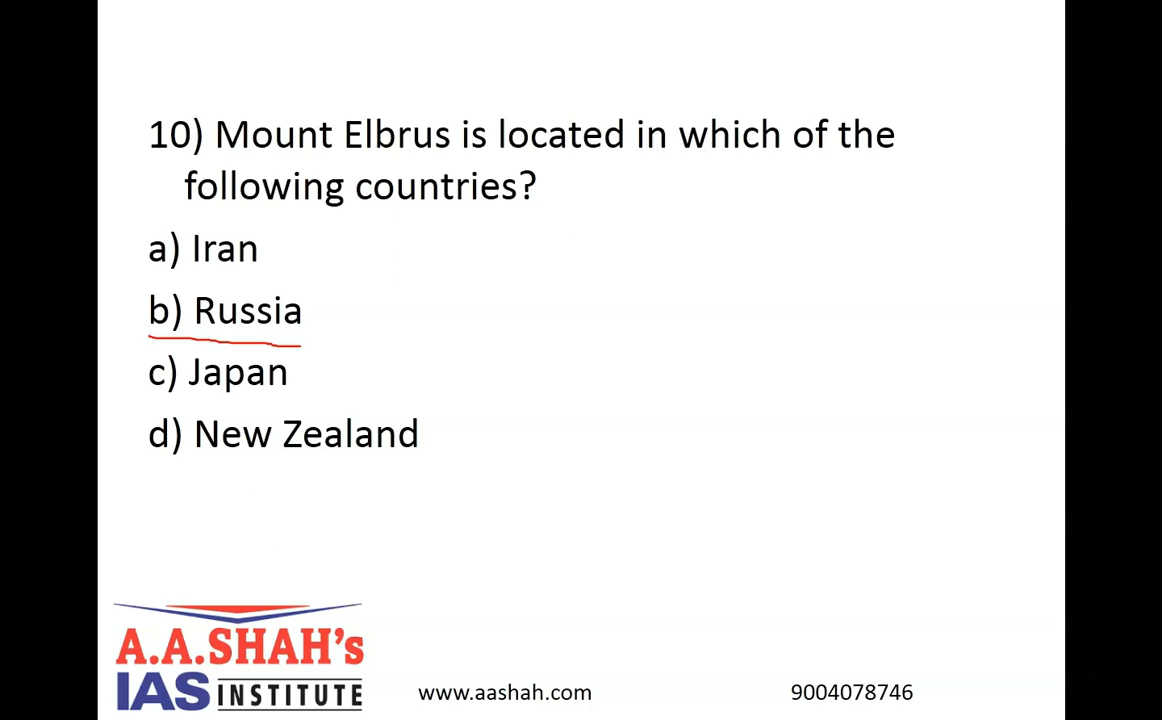 10) Mount Elbrus is located in which of the
following countries?
a) Iran
b) Russia
c) Japan
d) New Zealand
A.A.SHAH's
IAS INSTITUTE
www.aashah.com
9004078746